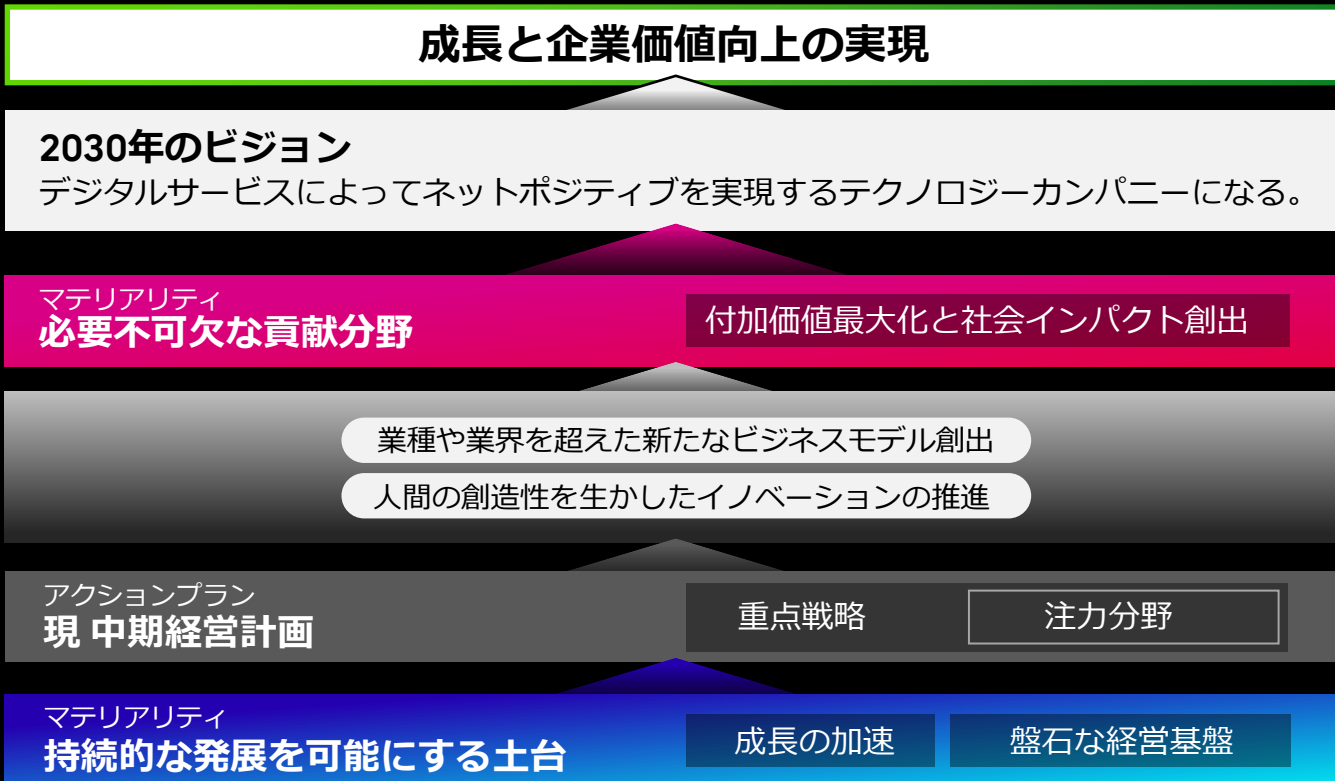 成長と企業価値向上の実現
2030年のビジョン
デジタルサービスによってネットポジティブを実現するテクノロジーカンパニーになる。
マテリアリティ
必要不可欠な貢献分野
付加価値最大化と社会インパクト創出
業種や業界を超えた新たなビジネスモデル創出
人間の創造性を生かしたイノベーションの推進
アクションプラン
現 中期経営計画
重点戦略
注力分野
マテリアリティ
持続的な発展を可能にする土台
成長の加速
盤石な経営基盤